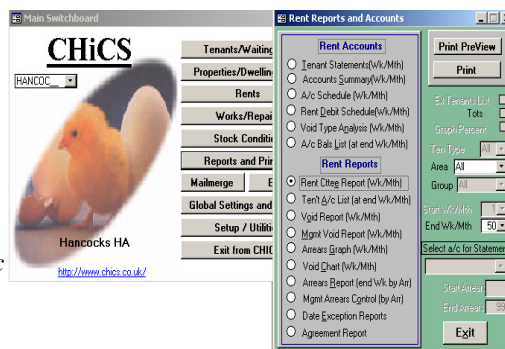 Main Switchboard
CHiCS
HANCOC__
Tenants/Waiting
Properties/Dwellin
Rents
Works/Repai
Stock Conditi
Reports and Prin
Mailmerge E
Global Settings and
Setup / Utiliti
Exit from CHIC
Hancocks HA
http://www.chics.co.uk/
Rent Reports and Accounts
Rent Accounts
Tenant Statements(Wk/Mth)
Accounts Summary(Wk/Mth)
A/c Schedule (Wk/Mth)
Rent Debit Schedule(Wk/Mth)
Void Type Analysis (Wk/Mth)
A/c Bals List (at end Wk/Mth)
Rent Reports
Rent Cttee Report (Wk/Mth)
Ten't A/c List (at end Wk/Mth)
Void Report (Wk/Mth)
Mgmt Void Report (Wk/Mth)
Arrears Graph (Wk/Mth)
Void Chart (Wk/Mth)
Arrears Report (end Wk by Arr)
Mgmt Arrears Control (by Arr)
Date Exception Reports
Agreement Report
Print PreView
Print
Ex Tenants List
Tots
Graph Percent
Ten Type All
Area All
Group All
Start Wk/Mth 1
End Wk/Mth 50
Select a/c for Statemen
Start Arrear
End Arrear 99
Exit